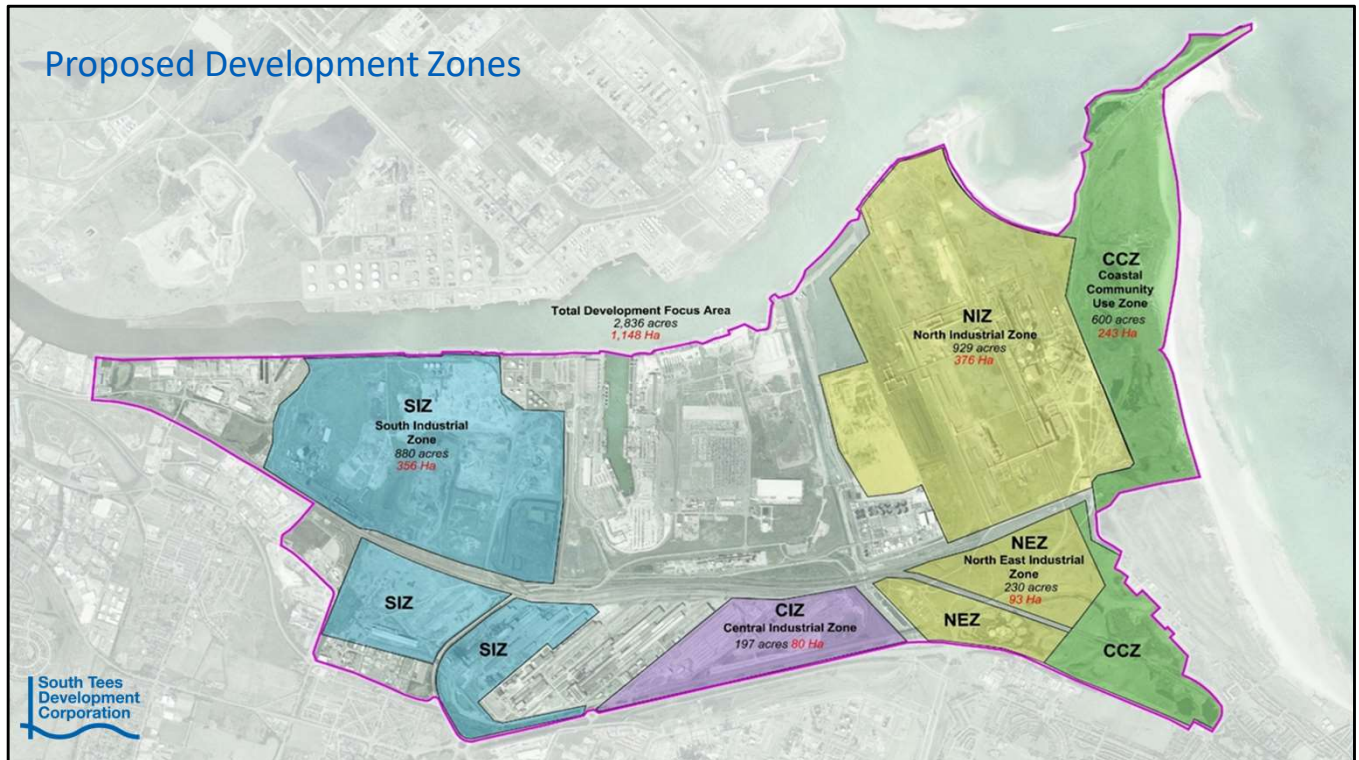 Proposed Development Zones
Total Development Focus Area
2,836 acres
1,148 Ha
CCZ
Coastal
Community
Use Zone
600 acres
243 Ha
NIZ
North Industrial Zone
929 acres
376 Ha
SIZ
South Industrial
Zone
880 acres
356 Ha
NEZ
North East Industrial
Zone
230 acres
93 Ha
SIZ
CIZ
Central Industrial Zone
197 acres 80 Ha
NEZ
SIZ
CCZ
South Tees
Development
Corporation